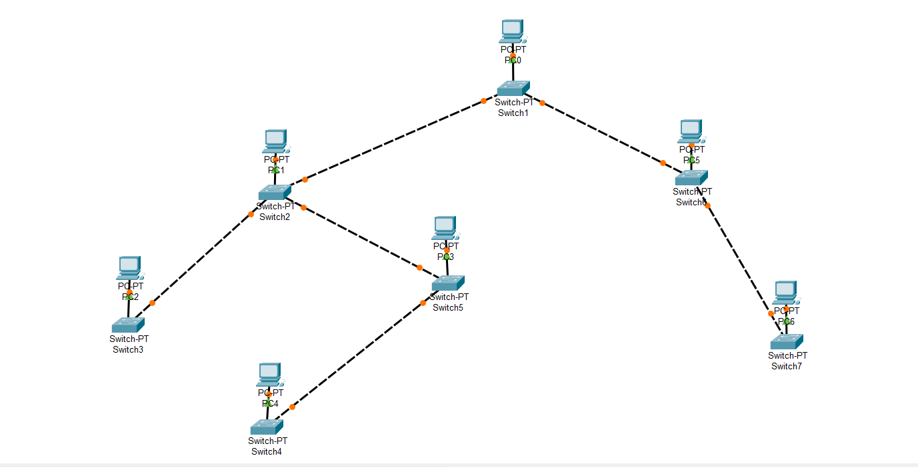 PC-PT
PC0
Switch-PT
Switch1
PC-PT
PC1
Switch-PT
Switch2
PC-PT
PC5
Switch-PT
PC-PT
PC3
Switch-PT
Switch5
PC-PT
PC2
Switch-PT
Switch3
PC-PT
PC6
Switch-PT
Switch7
PC-PT
PC4
Switch-PT
Switch4